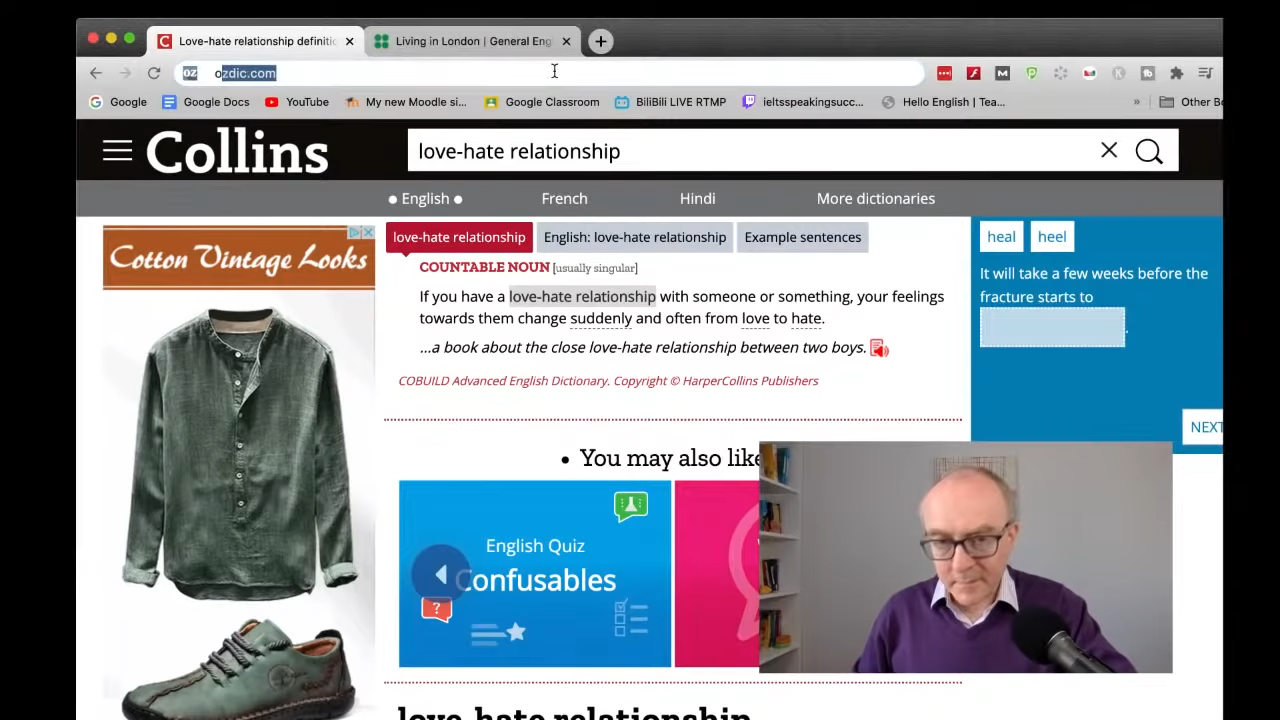 Love-hate relationship definiti
Living in London | General Eng
OZ ozdic.com
Google
Google Docs
YouTube
My new Moodle si...
Google Classroom
BiliBili LIVE RTMP
ieltsspeakingsucc...
Hello English | Tea...
»
Other B
Collins
love-hate relationship
English
French
Hindi
More dictionaries
love-hate relationship
English: love-hate relationship
Example sentences
COUNTABLE NOUN [usually singular]
If you have a love-hate relationship with someone or something, your feelings
towards them change suddenly and often from love to hate.
...a book about the close love-hate relationship between two boys.
COBUILD Advanced English Dictionary. Copyright © HarperCollins Publishers
Cotton Vintage Looks
heal
heel
It will take a few weeks before the
fracture starts to
.
NEXT
• You may also like
English Quiz
Confusables
?
love-hate relationship